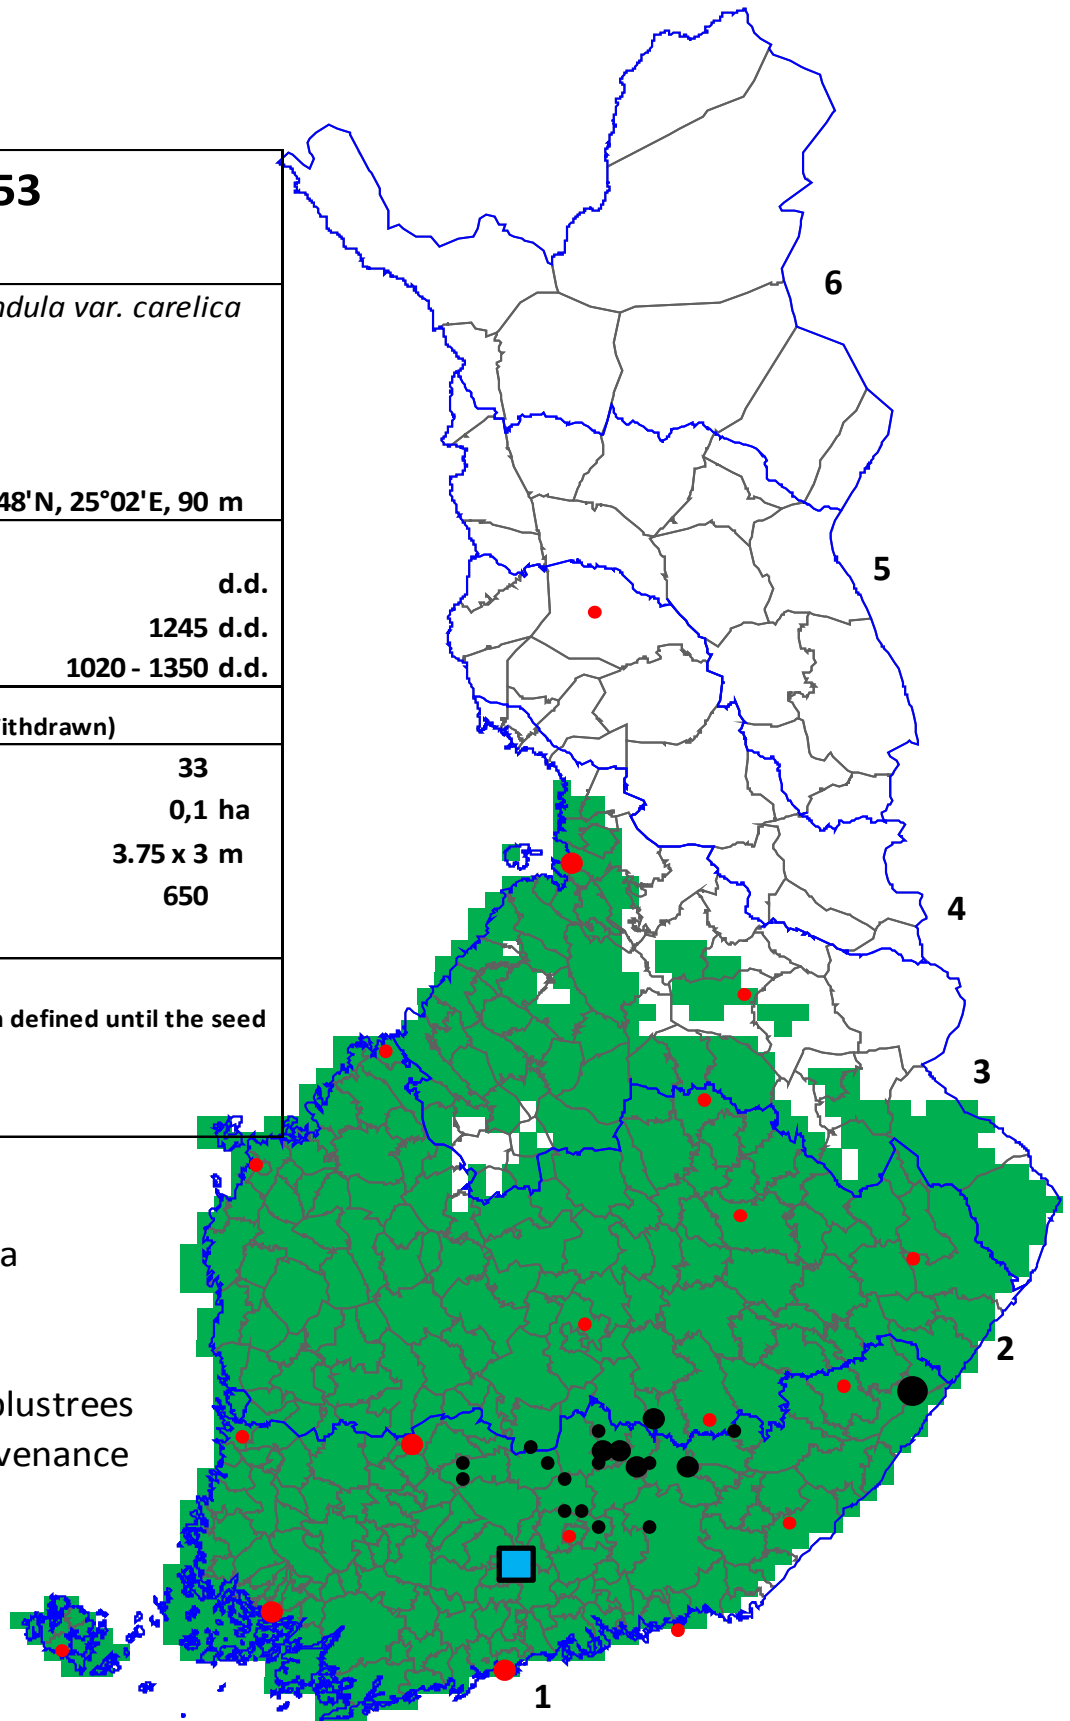 53
ndula var. carelica
48'N, 25°02'E, 90 m
d.d.
1245 d.d.
1020 - 1350 d.d.
ithdrawn)
33
0,1 ha
3.75 x 3 m
650
defined until the seed
a
plustrees
venance
6
5
4
3
2
1